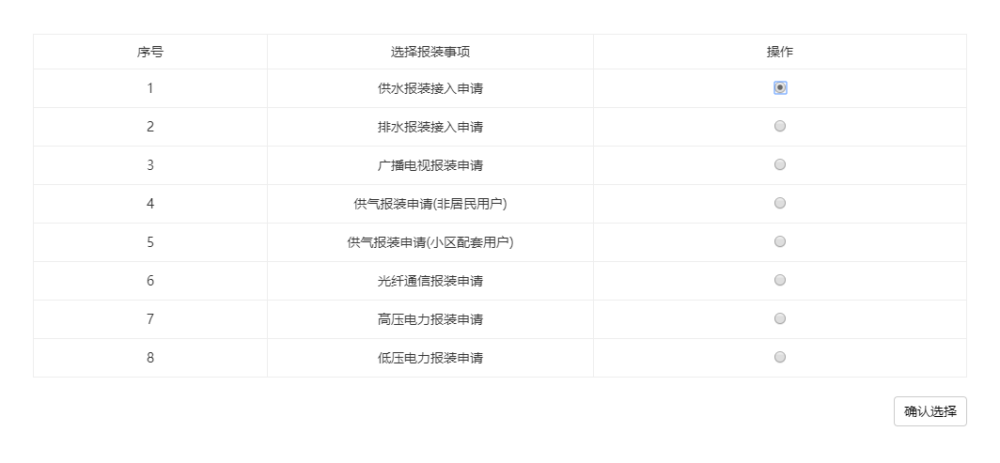 序号 选择报装事项 操作
1 供水报装接入申请
2 排水报装接入申请
3 广播电视报装申请
4 供气报装申请(非居民用户)
5 供气报装申请(小区配套用户)
6 光纤通信报装申请
7 高压电力报装申请
8 低压电力报装申请
确认选择